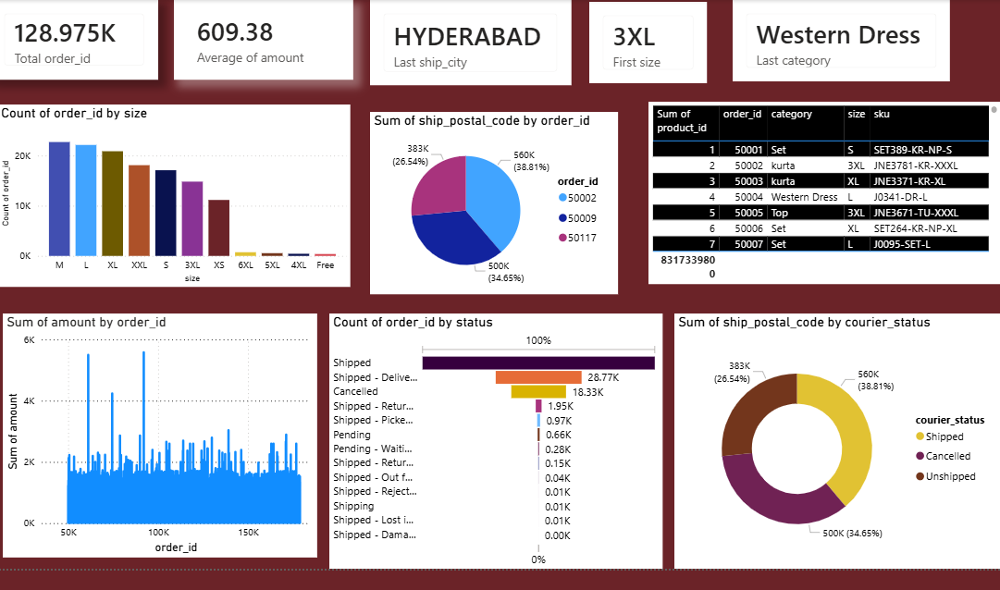 128.975K
Total order_id
609.38
Average of amount
HYDERABAD
Last ship_city
3XL
First size
Western Dress
Last category
Count of order_id by size
Count of order_id
20K
10K
0K
M L XL XXL S 3XL XS 6XL 5XL 4XL Free
size
Sum of ship_postal_code by order_id
383K
(26.54%)
560K
(38.81%)
500K
(34.65%)
order_id
50002
50009
50117
Sum of product_id order_id category size sku
1 50001 Set S SET389-KR-NP-S
2 50002 kurta 3XL JNE3781-KR-XXXL
3 50003 kurta XL JNE3371-KR-XL
4 50004 Western Dress L J0341-DR-L
5 50005 Top 3XL JNE3671-TU-XXXL
6 50006 Set XL SET264-KR-NP-XL
7 50007 Set L J0095-SET-L
831733980
0
Sum of amount by order_id
Sum of amount
6K
4K
2K
0K
50K 100K 150K
order_id
Count of order_id by status
100%
Shipped
Shipped - Delive... 28.77K
Cancelled 18.33K
Shipped - Retur... 1.95K
Shipped - Picke... 0.97K
Pending 0.66K
Pending - Waiti... 0.28K
Shipped - Retur... 0.15K
Shipped - Out f... 0.04K
Shipped - Reject... 0.01K
Shipping 0.01K
Shipped - Lost i... 0.01K
Shipped - Dama... 0.00K
0%
Sum of ship_postal_code by courier_status
383K
(26.54%)
560K
(38.81%)
500K (34.65%)
courier_status
Shipped
Cancelled
Unshipped